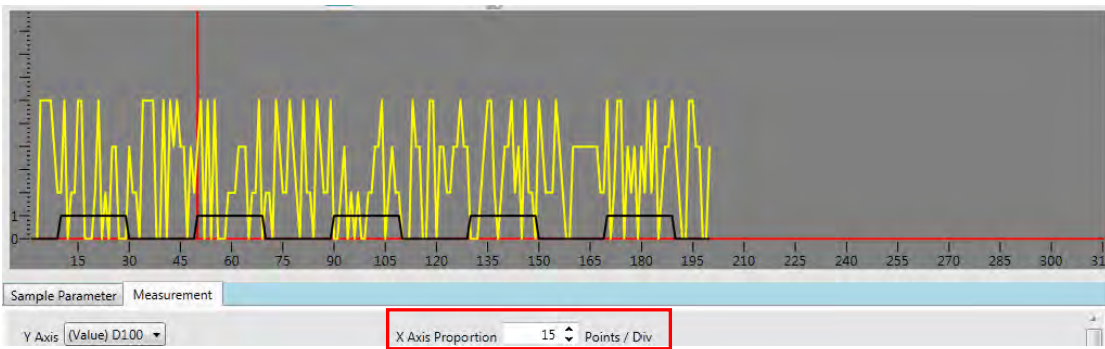 1
0
15 30 45 60 75 90 105 120 135 150 165 180 195 210 225 240 255 270 285 300 31
Sample Parameter Measurement
Y Axis (Value) D100 X Axis Proportion 15 Points / Div